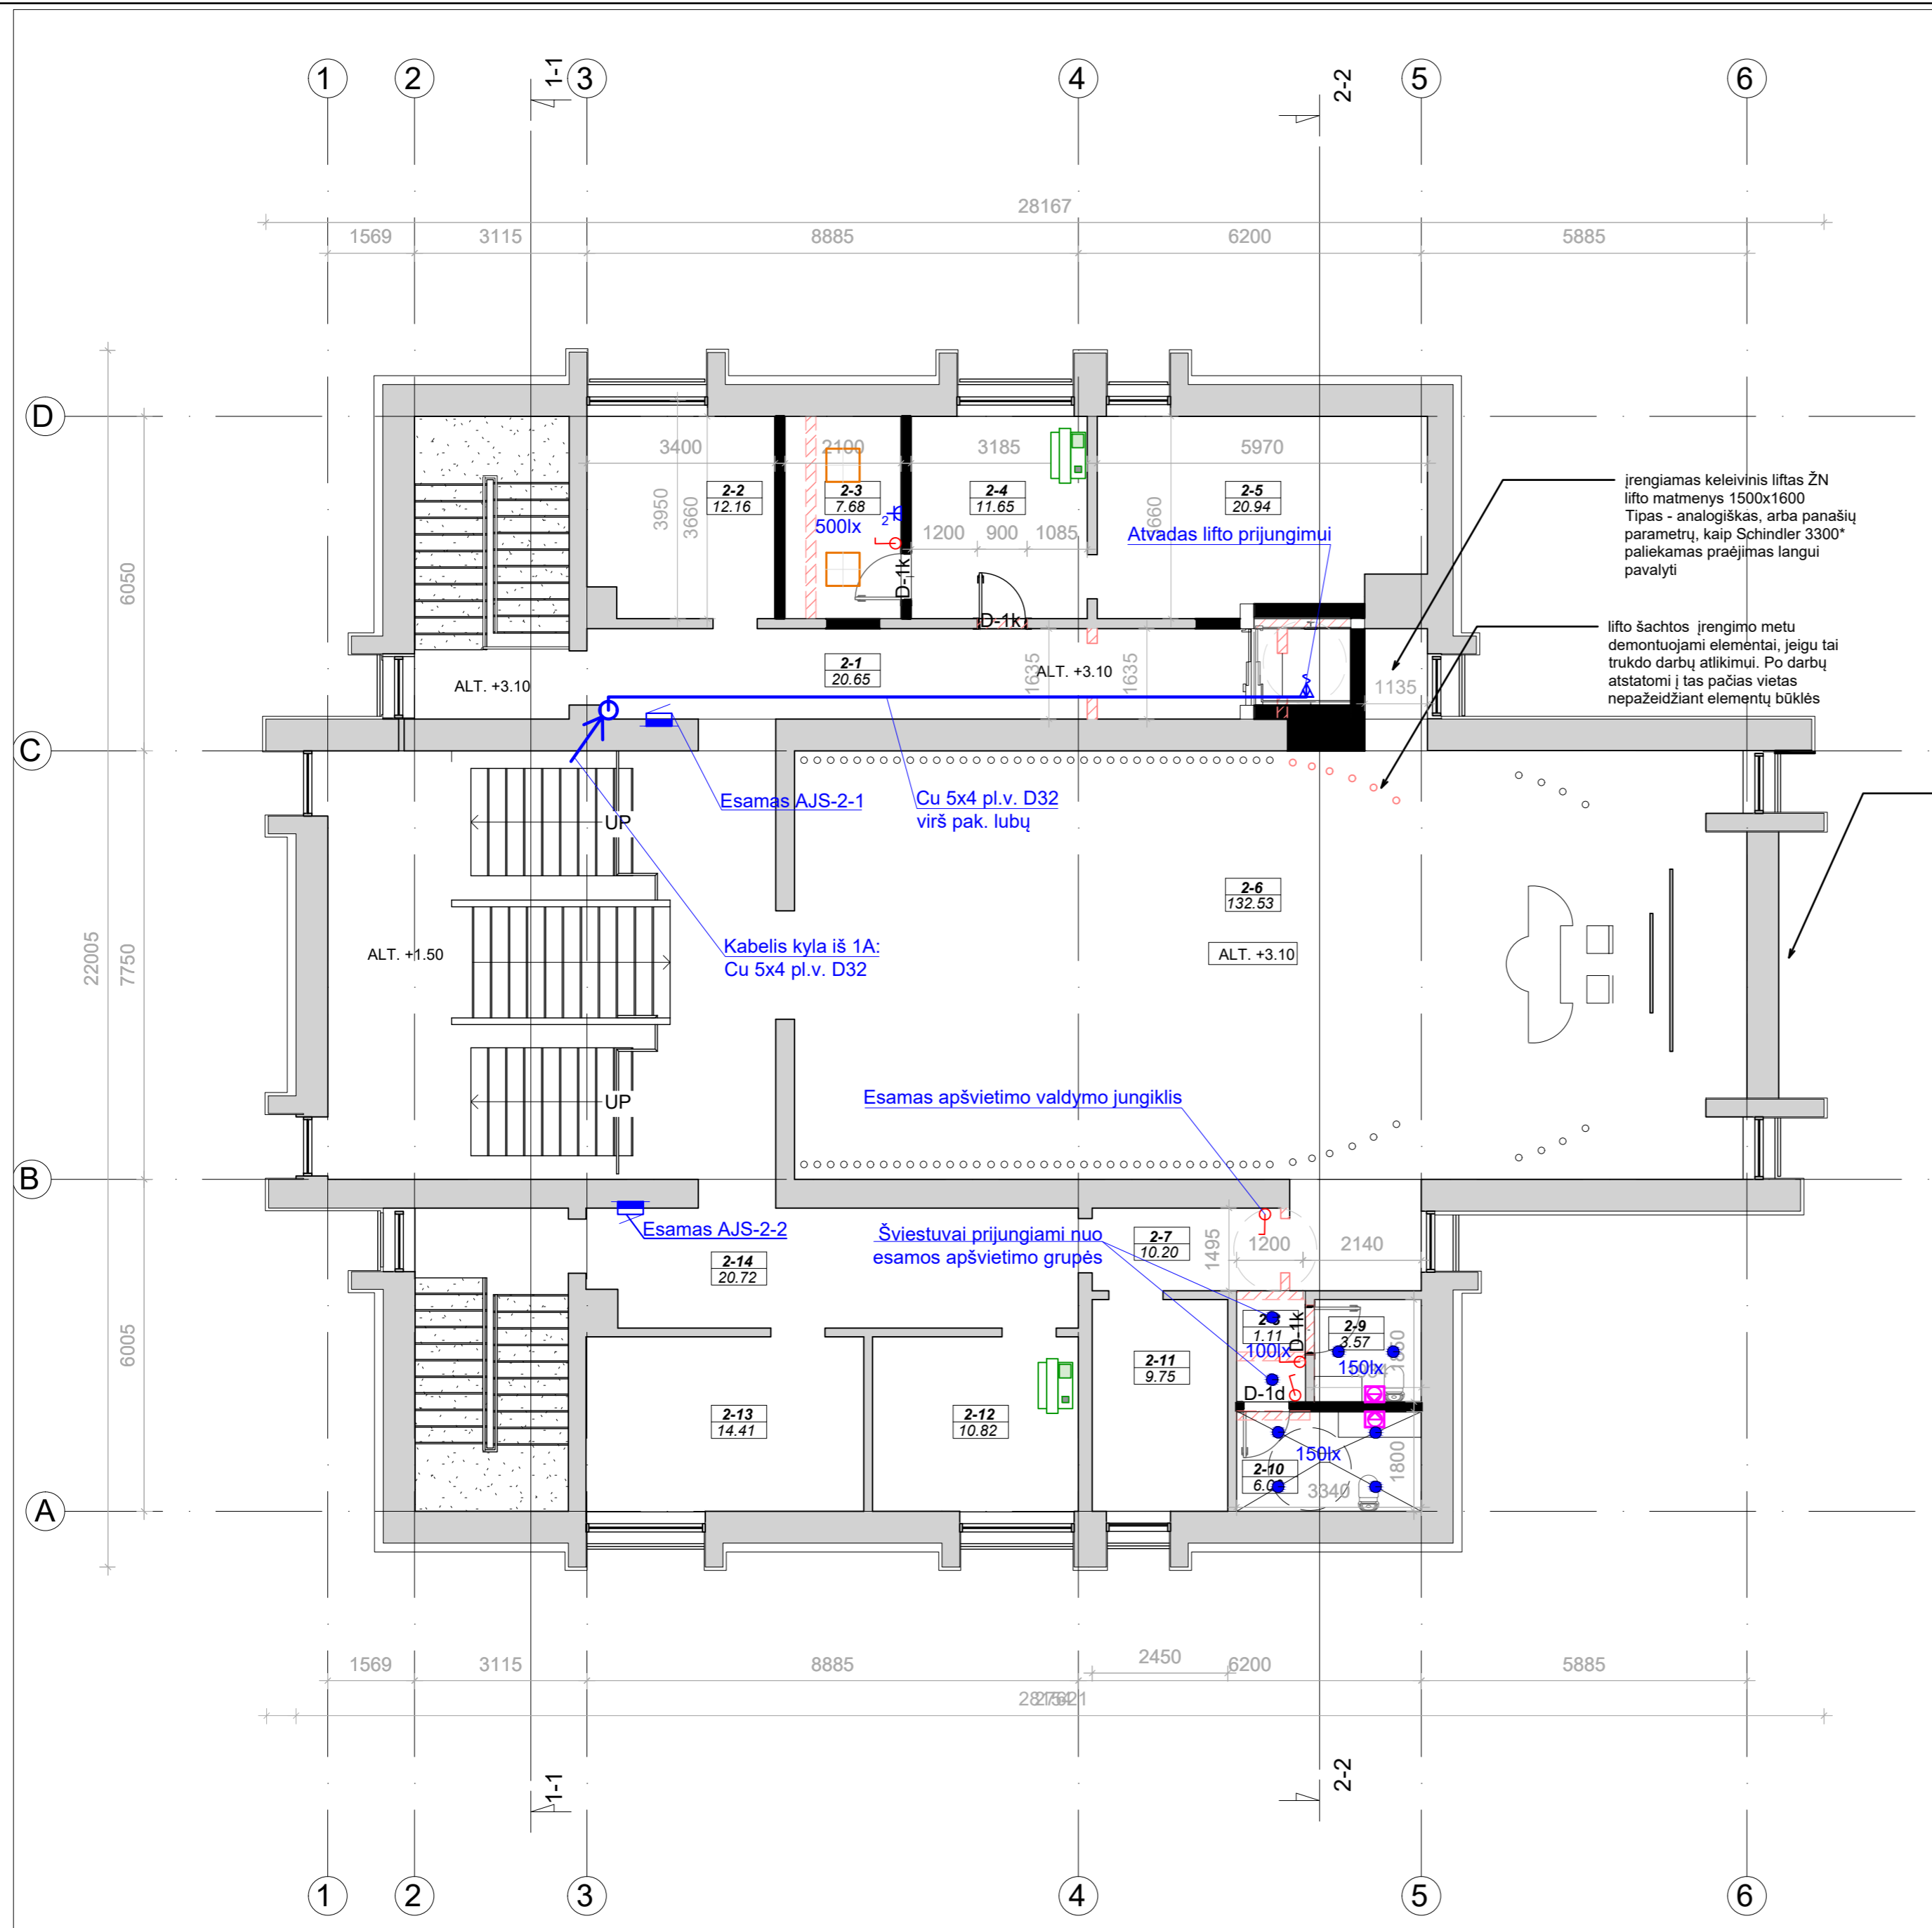 1 2 3 4 5 6
1-1
2-2
28167
1569 3115 8885 6200 5885
D
3400 2100 3185 5970
2-2
12.16
2-3
7.68
2-4
11.65
2-5
20.94
3950 3660
500lx
2
1200 900 1085
Atvadas lifto prijungimui
D-1k
D-1k
įrengiamas keleivinis liftas ŽN
lifto matmenys 1500x1600
Tipas - analogiškas, arba panašių
parametrų, kaip Schindler 3300*
paliekamas praėjimas langui
pavalyti
lifto šachtos įrengimo metu
demontuojami elementai, jeigu tai
trukdo darbų atlikimui. Po darbų
atstatomi į tas pačias vietas
nepažeidžiant elementų būklės
6050
2-1
20.65
ALT. +3.10
1635
ALT. +3.10
1635
1135
C
Esamas AJS-2-1
Cu 5x4 pl.v. D32
virš pak. lubų
UP
2-6
132.53
ALT. +3.10
ALT. +1.50
Kabelis kyla iš 1A:
Cu 5x4 pl.v. D32
22005
7750
UP
Esamas apšvietimo valdymo jungiklis
B
Esamas AJS-2-2
Šviestuvai prijungiami nuo
esamos apšvietimo grupės
2-14
20.72
2-7
10.20
1495
1200 2140
1.11
100lx
D-1k
2-9
3.57
150lx
1850
6005
2-11
9.75
D-1d
2-13
14.41
2-12
10.82
150lx
2-10
1800
3340
A
1569 3115 8885 2450 6200 5885
1-1
2-2
1 2 3 4 5 6